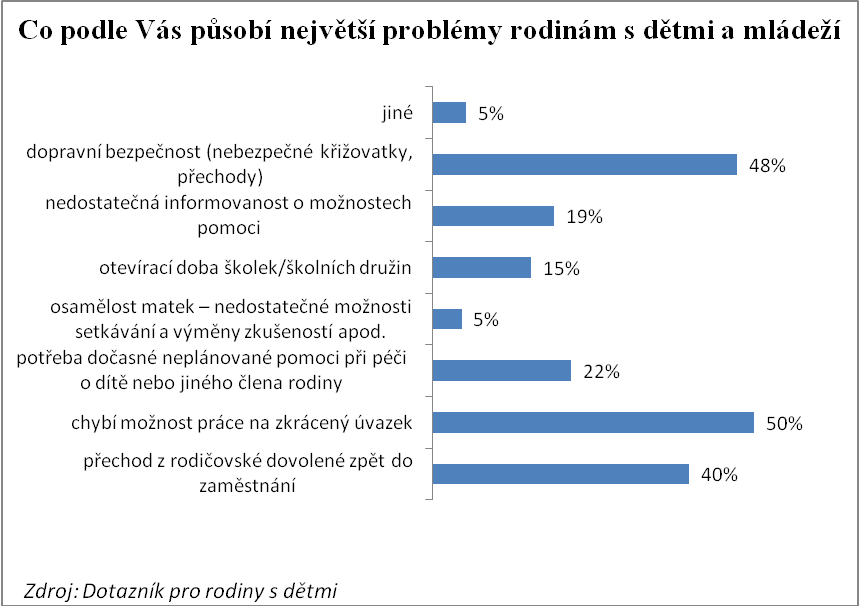 Co podle Vás působí největší problémy rodinám s dětmi a mládeží
jiné
5%
dopravní bezpečnost (nebezpečné křižovatky,
přechody)
48%
nedostatečná informovanost o možnostech
pomoci
19%
otevírací doba školek/školních družin
15%
osamělost matek – nedostatečné možnosti
setkávání a výměny zkušeností apod.
5%
potřeba dočasné neplánované pomoci při péči
o dítě nebo jiného člena rodiny
22%
chybí možnost práce na zkrácený úvazek
50%
přechod z rodičovské dovolené zpět do
zaměstnání
40%
Zdroj: Dotazník pro rodiny s dětmi